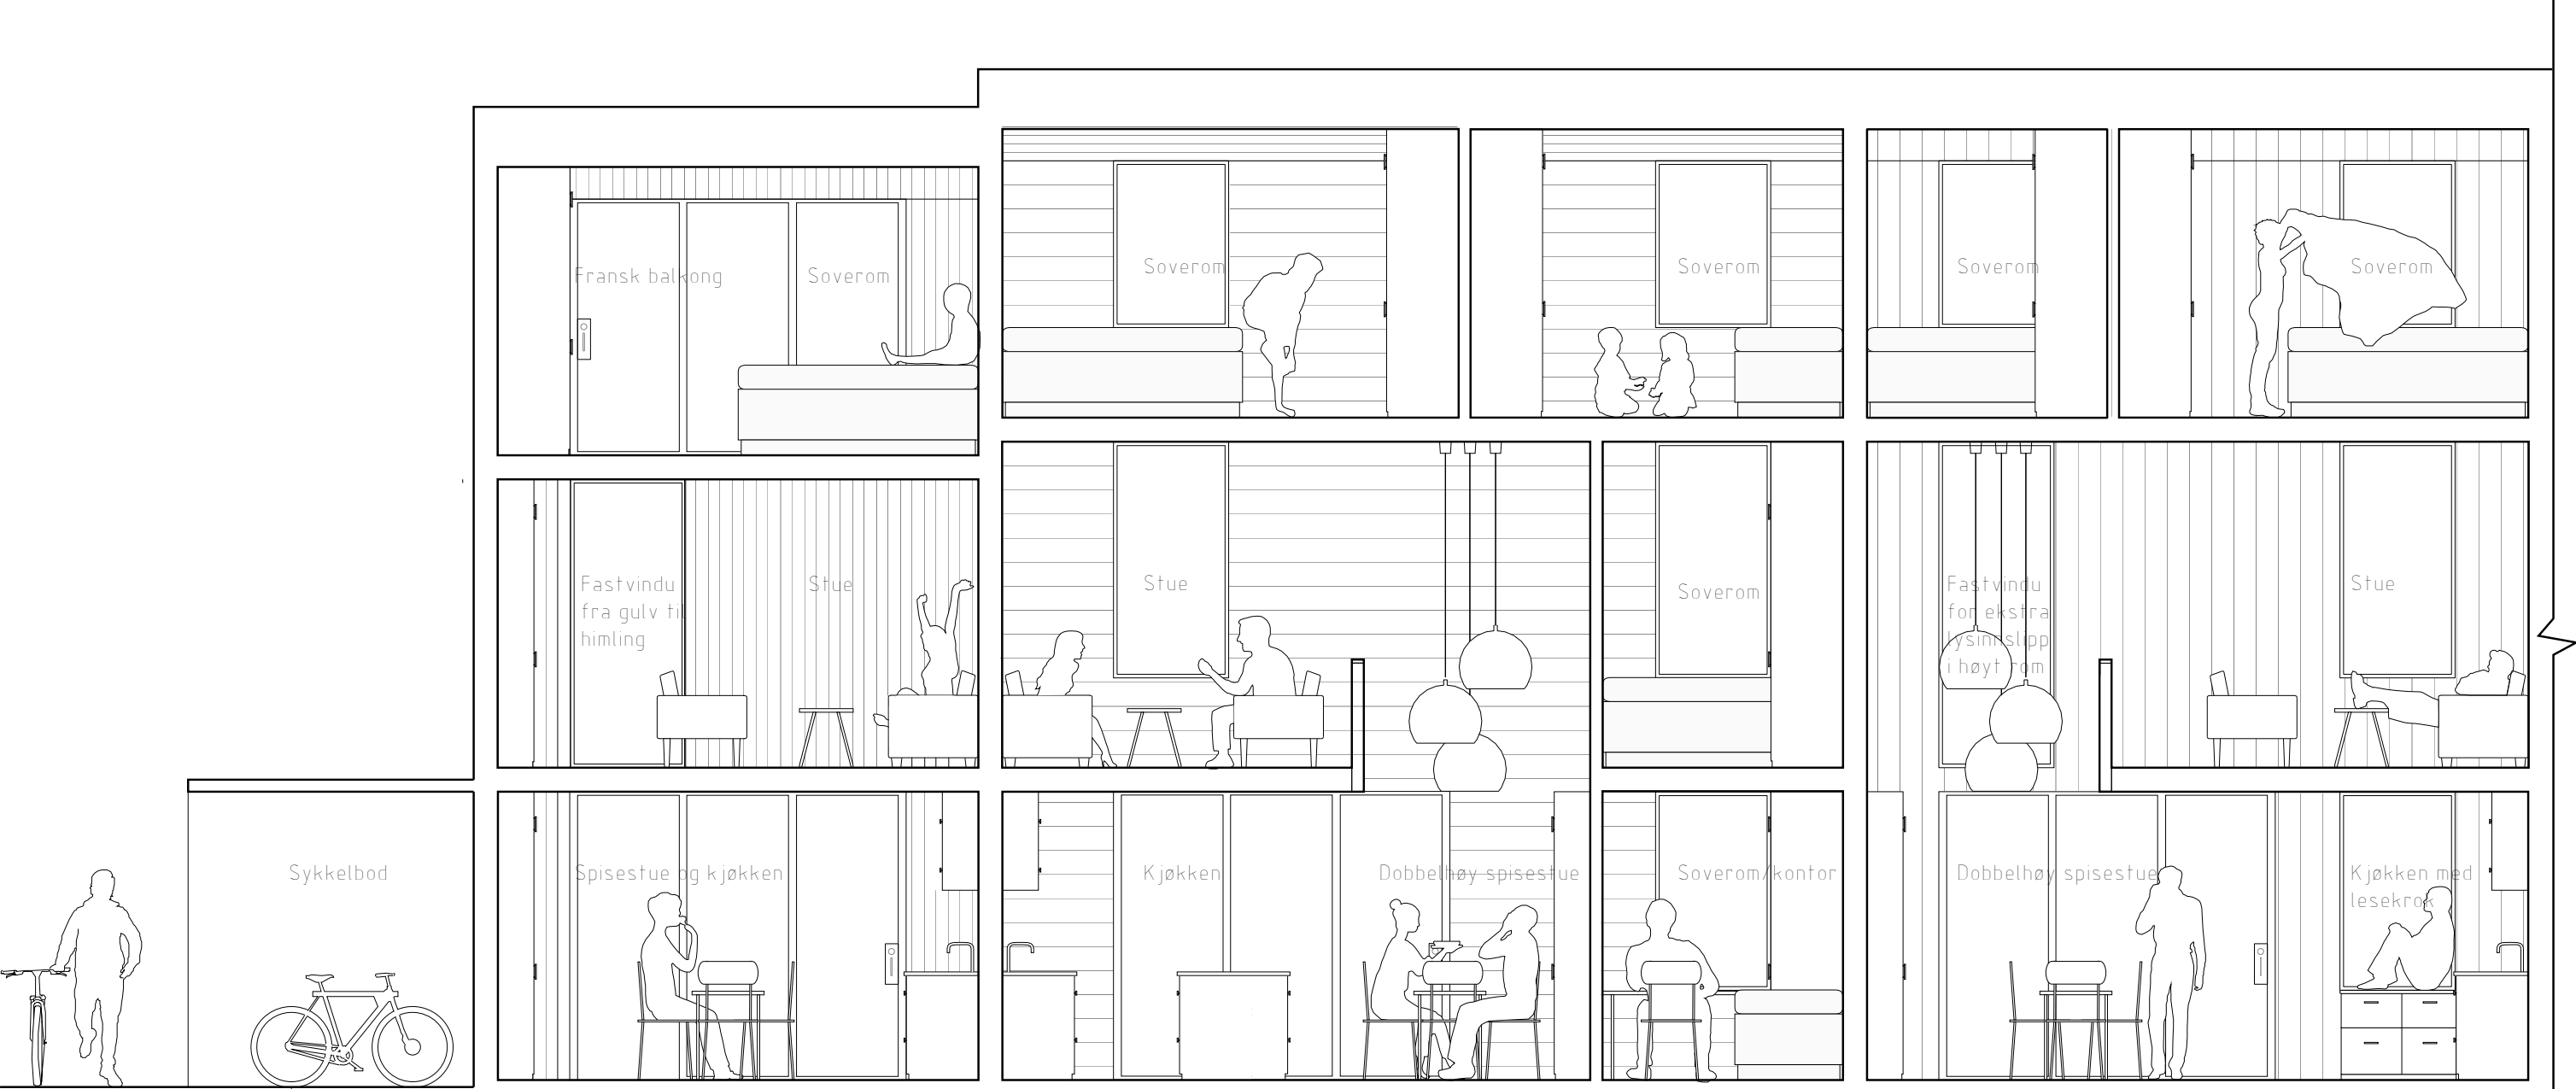 Fransk balkong
Soverom
Soverom
Soverom
Soverom
Soverom
Fastvindu
fra gulv til
himling
Stue
Stue
Soverom
Fastvindu
for ekstra
lysinnslipp
i høyt rom
Stue
Sykkelbod
Spisestue og kjøkken
Kjøkken
Dobbelhøy spisestue
Soverom/kontor
Dobbelhøy spisestue
Kjøkken med
lesekrok